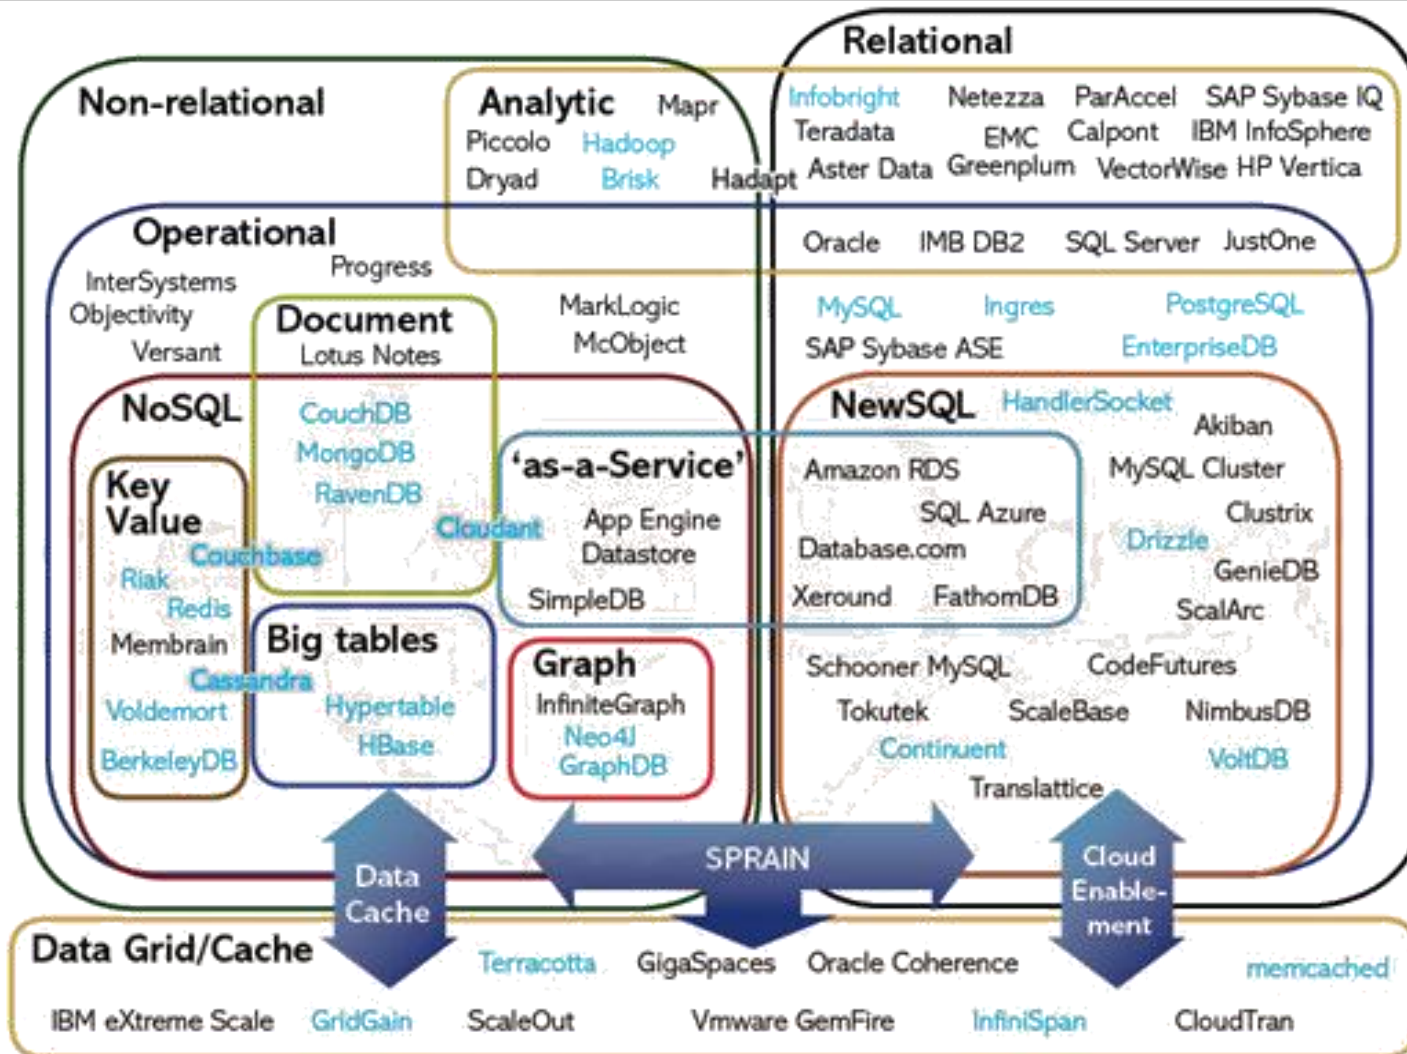 Relational
Non-relational
Analytic
Mapr
Infobright Netezza ParAccel SAP Sybase IQ
Piccolo Hadoop
Teradata EMC Calpont IBM InfoSphere
Dryad Brisk Hadapt
Aster Data Greenplum VectorWise HP Vertica
Operational
Oracle IMB DB2 SQL Server JustOne
Progress
InterSystems
Objectivity
Versant
Document
Lotus Notes
MarkLogic
McObject
MySQL Ingres PostgreSQL
SAP Sybase ASE EnterpriseDB
NoSQL
CouchDB
MongoDB
RavenDB
Cloudant
Key
Value
Couchbase
Riak
Redis
Membrain
Cassandra
Voldemort
BerkeleyDB
Big tables
Hypertable
HBase
'as-a-Service'
App Engine
Datastore
SimpleDB
Graph
InfiniteGraph
Neo4J
GraphDB
NewSQL
HandlerSocket
Akiban
Amazon RDS
MySQL Cluster
SQL Azure
Clustrix
Database.com
Drizzle
GenieDB
Xeround FathomDB
ScalArc
Schooner MySQL CodeFutures
Tokutek ScaleBase NimbusDB
Continuent VoltDB
Translattice
Data
Cache
SPRAIN
Cloud
Enable-
ment
Data Grid/Cache
Terracotta GigaSpaces Oracle Coherence memcached
IBM eXtreme Scale GridGain ScaleOut Vmware GemFire InfiniSpan CloudTran